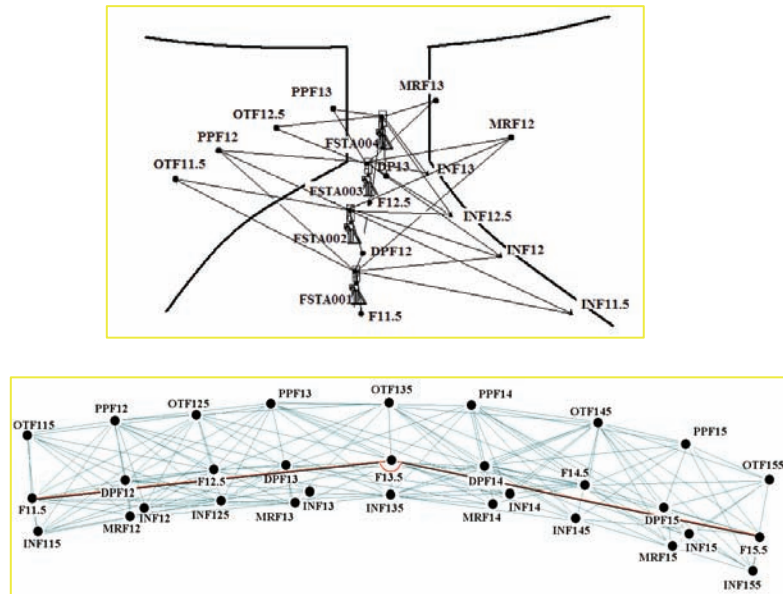 PPF13
MRF13
OTF12.5
PPF12
MRF12
FSTA004
OTF11.5
DP13
INF13
FSTA003
F12.5
INF12.5
FSTA002
DPF12
INF12
FSTA001
F11.5
INF11.5
OTF135
PPF13
PPF14
OTF125
PPF12
OTF145
OTF115
PPF15
OTF155
DPF12
F12.5
DPF13
F13.5
DPF14
F14.5
F11.5
DPF15
F15.5
INF115
MRF12
INF12
INF125
MRF13
INF13
INF135
MRF14
INF14
INF145
MRF15
INF15
INF155